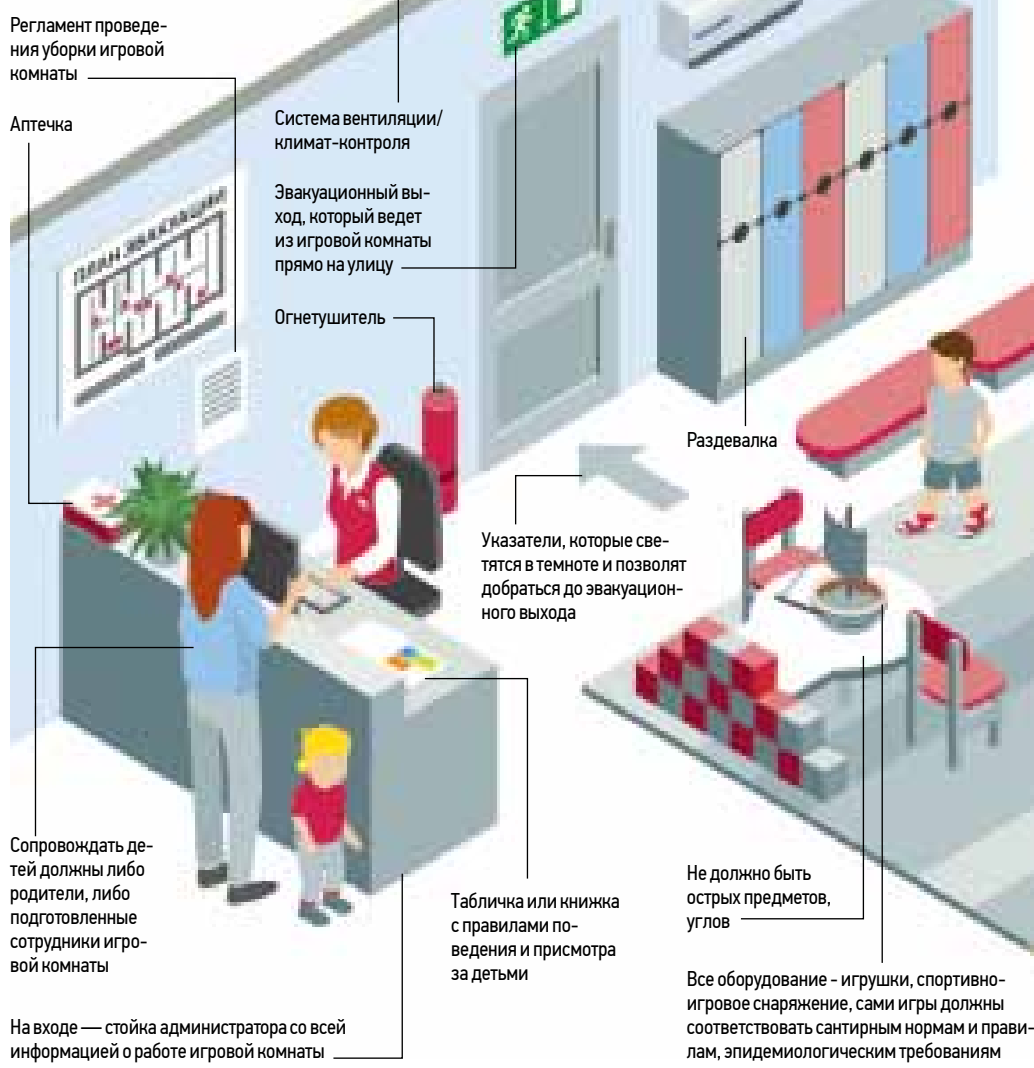 Регламент проведе-
ния уборки игровой
комнаты
Аптечка
Система вентиляции/
климат-контроля
Эвакуационный вы-
ход, который ведет
из игровой комнаты
прямо на улицу
Огнетушитель
ПЛАН ЭВАКУАЦИИ
Раздевалка
Указатели, которые све-
тятся в темноте и позволят
добраться до эвакуацион-
ного выхода
Сопровождать де-
тей должны либо
родители, либо
подготовленные
сотрудники игро-
вой комнаты
Табличка или книжка
с правилами по-
ведения и присмотра
за детьми
Не должно быть
острых предметов,
углов
На входе — стойка администратора со всей
информацией о работе игровой комнаты
Все оборудование - игрушки, спортивно-
игровое снаряжение, сами игры должны
соответствовать сантирным нормам и прави-
лам, эпидемиологическим требованиям